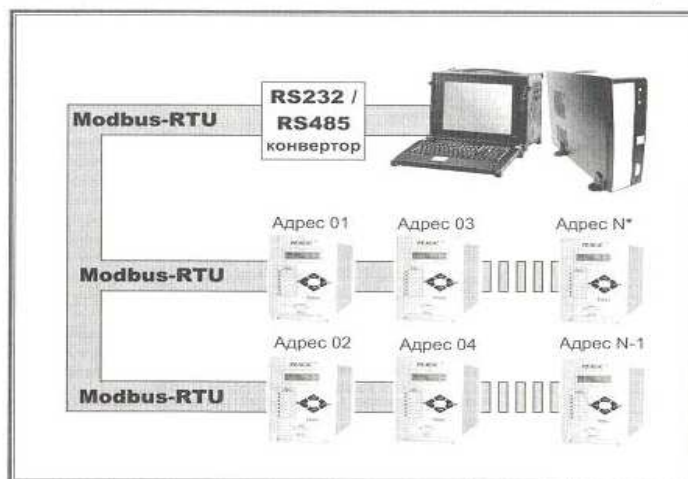 RS232 /
RS485
конвертор
Modbus-RTU
Адрес 01
Адрес 03
Адрес N*
Modbus-RTU
Адрес 02
Адрес 04
Адрес N-1
Modbus-RTU